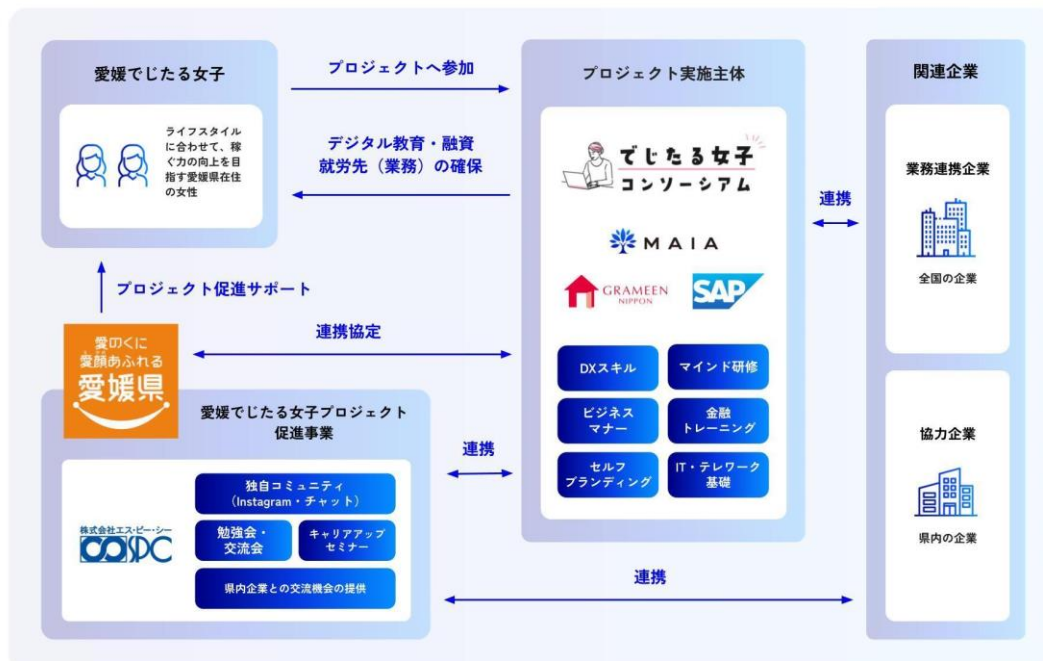 愛媛でじたる女子
ライフスタイル
に合わせて、稼
ぐ力の向上を目
指す愛媛県在住
の女性
プロジェクトへ参加
デジタル教育・融資
就労先（業務）の確保
プロジェクト促進サポート
連携協定
愛のくに
愛顔あふれる
愛媛県
愛媛でじたる女子プロジェクト
促進事業
株式会社エス・ピー・シー
SPC
独自コミュニティ
（Instagram・チャット）
勉強会・
交流会
キャリアアップ
セミナー
県内企業との交流機会の提供
連携
プロジェクト実施主体
でじたる女子
コンソーシアム
MAIA
GRAMEEN
NIPPON
SAP
DXスキル
マインド研修
ビジネス
マナー
金融
トレーニング
セルフ
ブランディング
IT・テレワーク
基礎
連携
連携
関連企業
業務連携企業
全国の企業
協力企業
県内の企業